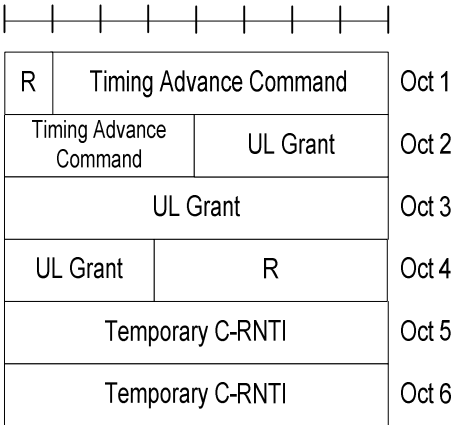 R Timing Advance Command Oct 1
Timing Advance
Command UL Grant Oct 2
UL Grant Oct 3
UL Grant R Oct 4
Temporary C-RNTI Oct 5
Temporary C-RNTI Oct 6